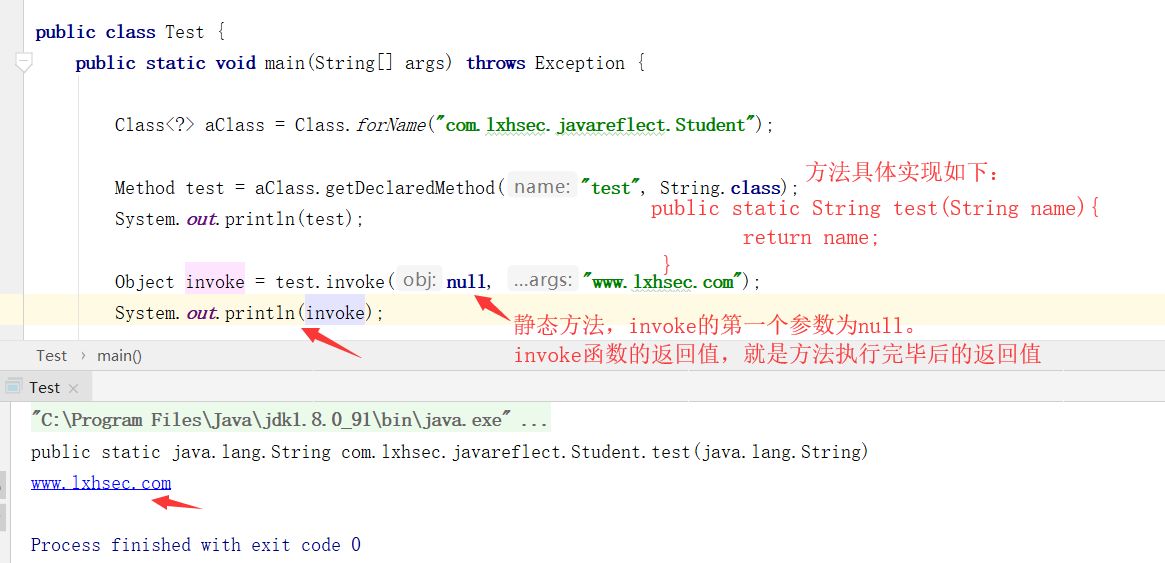 public class Test {
public static void main(String[] args) throws Exception {
Class<?> aClass = Class.forName("com.lxhsec.javareflect.Student");
方法具体实现如下:
Method test = aClass.getDeclaredMethod( name: "test", String.class);
public static String test(String name){
System.out.println(test);
return name;
}
Object invoke = test.invoke( obj: null, ...args: "www.lxhsec.com");
System.out.println(invoke);
静态方法，invoke的第一个参数为null。
invoke函数的返回值，就是方法执行完毕后的返回值
Test › main()
Test ×
"C:\Program Files\Java\jdk1.8.0_91\bin\java.exe" ...
public static java.lang.String com.lxhsec.javareflect.Student.test(java.lang.String)
www.lxhsec.com
Process finished with exit code 0